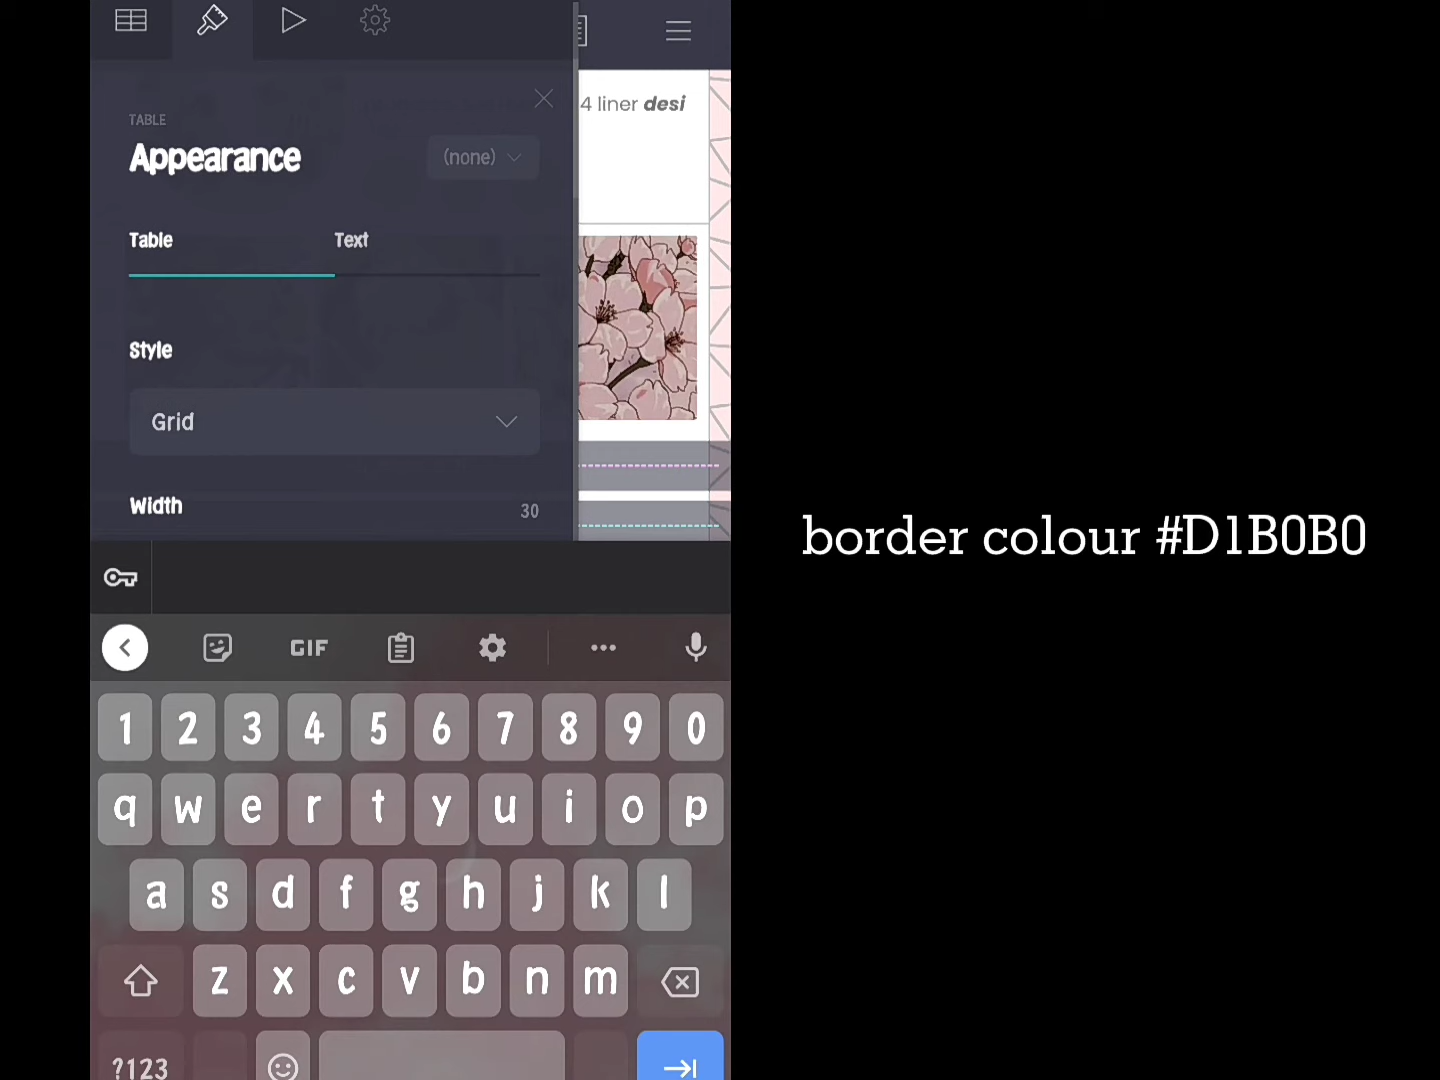 4 liner desi
TABLE
Appearance
(none)
Table
Text
Style
Grid
Width
30
border colour #D1B0B0
GIF
1 2 3 4 5 6 7 8 9 0
q w e r t y u i o p
a s d f g h j k l
z x c v b n m
?123